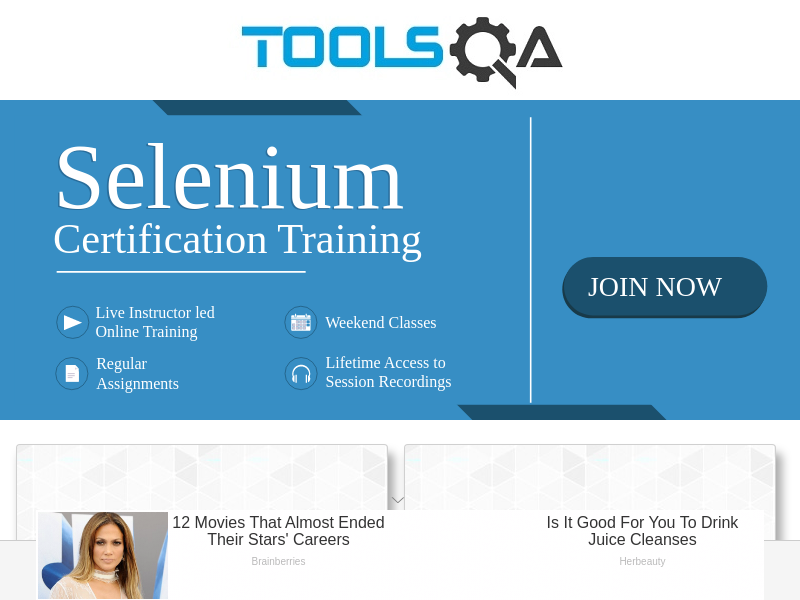 TOOLSQA
Selenium
Certification Training
JOIN NOW
Live Instructor led
Online Training
Weekend Classes
Regular
Assignments
Lifetime Access to
Session Recordings
12 Movies That Almost Ended
Their Stars' Careers
Brainberries
Is It Good For You To Drink
Juice Cleanses
Herbeauty